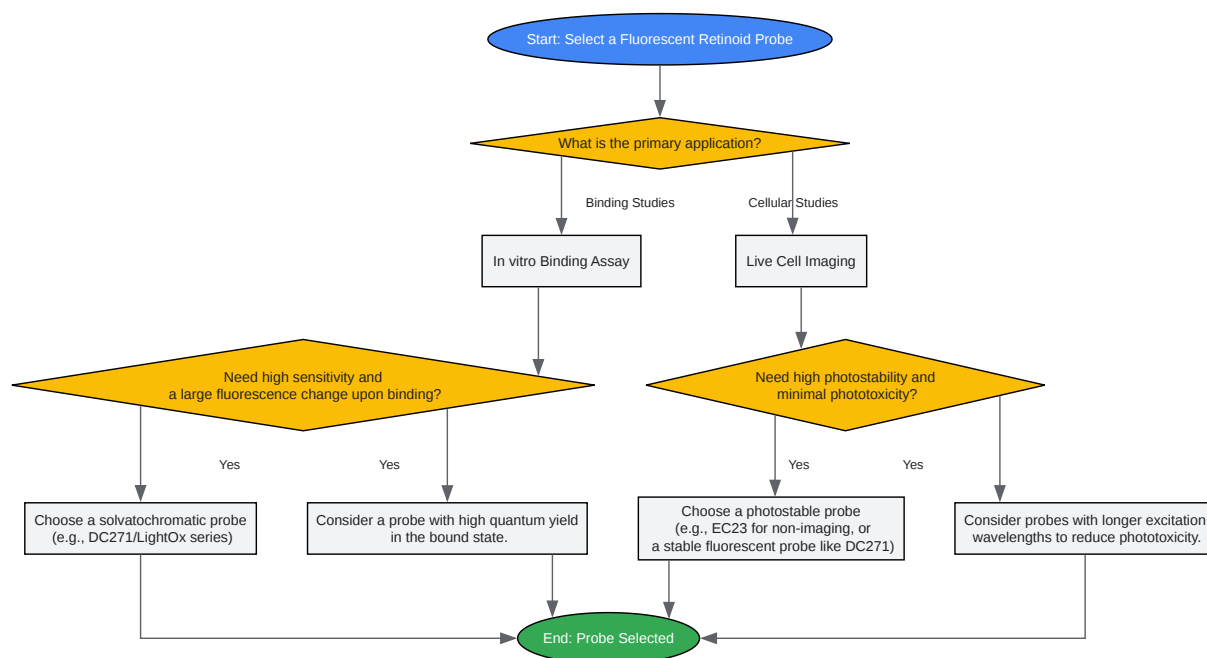 Start: Select a Fluorescent Retinoid Probe
What is the primary application?
Binding Studies
Cellular Studies
In vitro Binding Assay
Live Cell Imaging
Need high sensitivity and
a large fluorescence change upon binding?
Need high photostability and
minimal phototoxicity?
Yes
Yes
Yes
Yes
Choose a solvatochromatic probe
(e.g., DC271/LightOx series)
Consider a probe with high quantum yield
in the bound state.
Choose a photostable probe
(e.g., EC23 for non-imaging, or
a stable fluorescent probe like DC271)
Consider probes with longer excitation
wavelengths to reduce phototoxicity.
End: Probe Selected